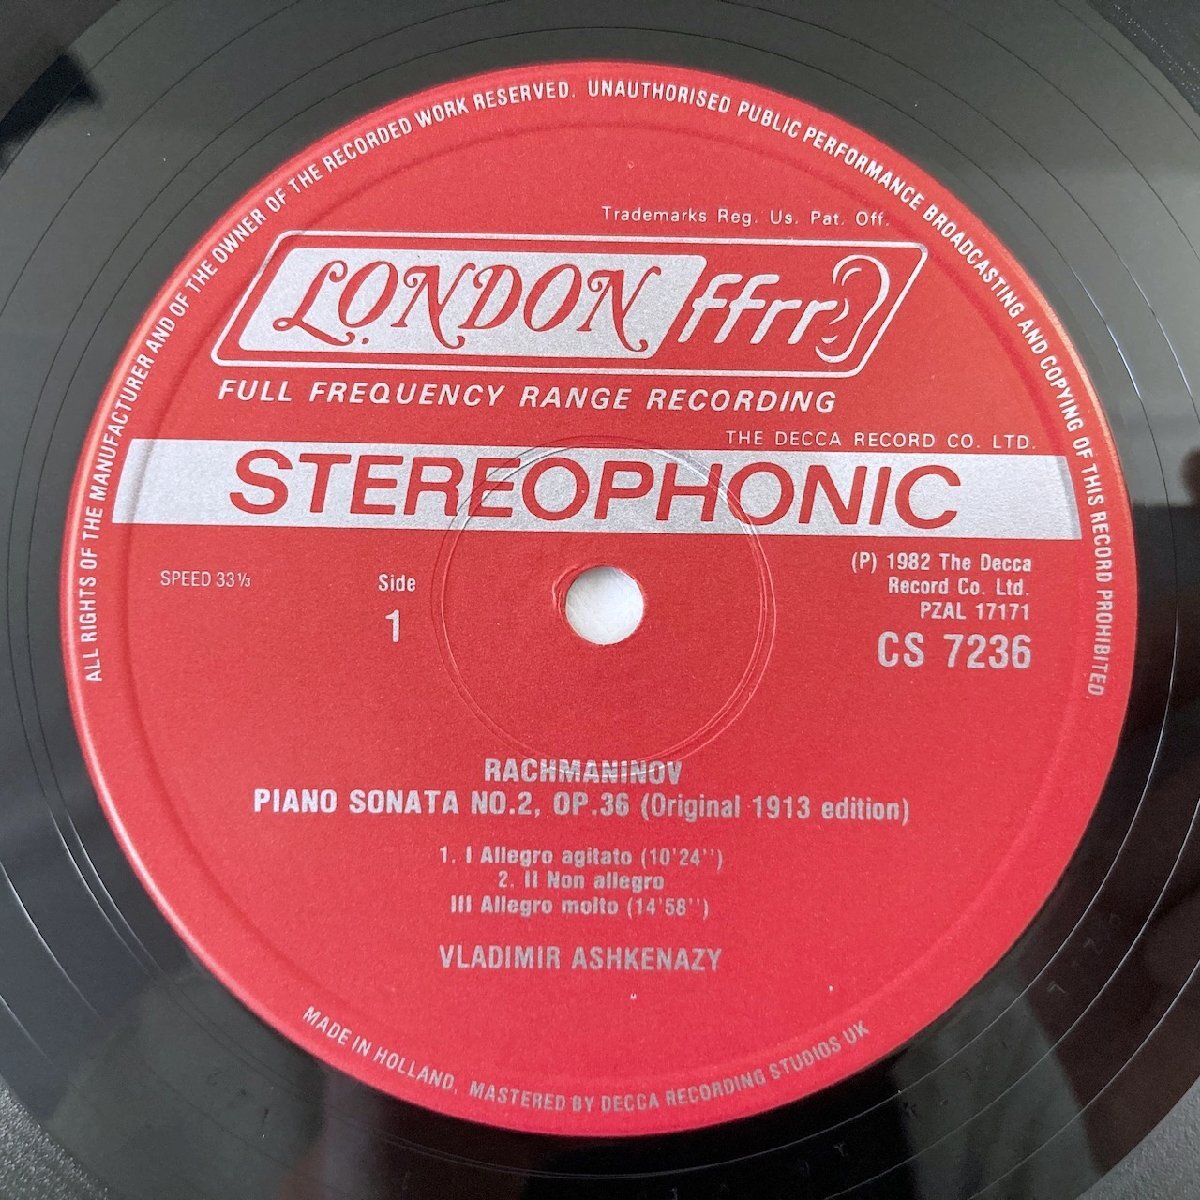 ALL RIGHTS OF THE MANUFACTURER AND OF THE OWNER OF THE RECORDED WORK RESERVED. UNAUTHORISED PUBLIC PERFORMANCE BROADCASTING AND COPYING OF THIS RECORD PROHIBITED
Trademarks Reg. Us. Pat. Off.
LONDON ffrr
FULL FREQUENCY RANGE RECORDING
THE DECCA RECORD CO. LTD.
STEREOPHONIC
SPEED 33⅓
Side
1
(P) 1982 The Decca
Record Co. Ltd.
PZAL 17171
CS 7236
RACHMANINOV
PIANO SONATA NO.2, OP.36 (Original 1913 edition)
1. I Allegro agitato (10'24'')
2. II Non allegro
III Allegro molto (14'58'')
VLADIMIR ASHKENAZY
MADE IN HOLLAND, MASTERED BY DECCA RECORDING STUDIOS UK